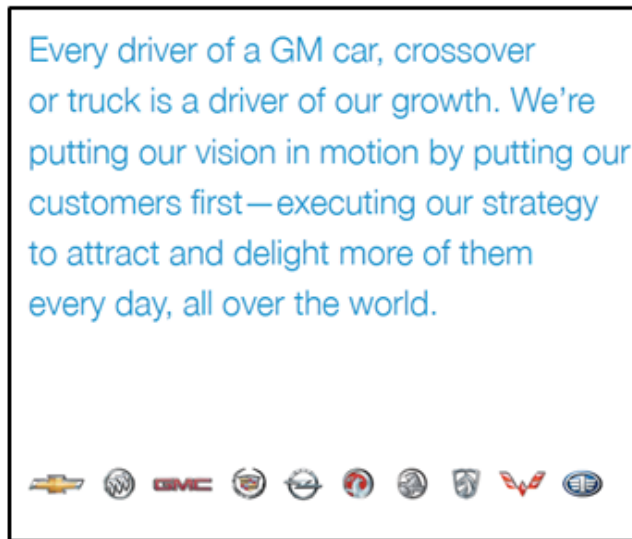 Every driver of a GM car, crossover
or truck is a driver of our growth. We’re
putting our vision in motion by putting our
customers first—executing our strategy
to attract and delight more of them
every day, all over the world.
GMC